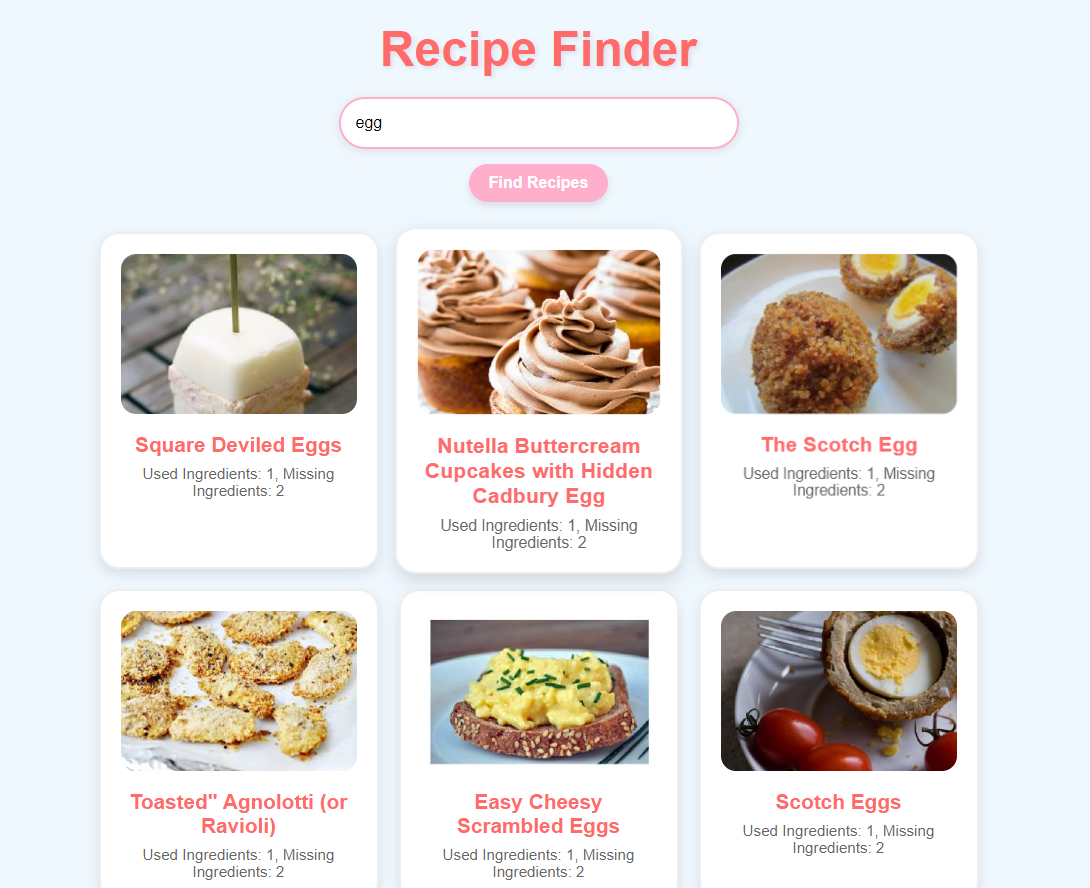 Recipe Finder
egg
Find Recipes
Square Deviled Eggs
Used Ingredients: 1, Missing
Ingredients: 2
Nutella Buttercream
Cupcakes with Hidden
Cadbury Egg
Used Ingredients: 1, Missing
Ingredients: 2
The Scotch Egg
Used Ingredients: 1, Missing
Ingredients: 2
Toasted" Agnolotti (or
Ravioli)
Used Ingredients: 1, Missing
Ingredients: 2
Easy Cheesy
Scrambled Eggs
Used Ingredients: 1, Missing
Ingredients: 2
Scotch Eggs
Used Ingredients: 1, Missing
Ingredients: 2